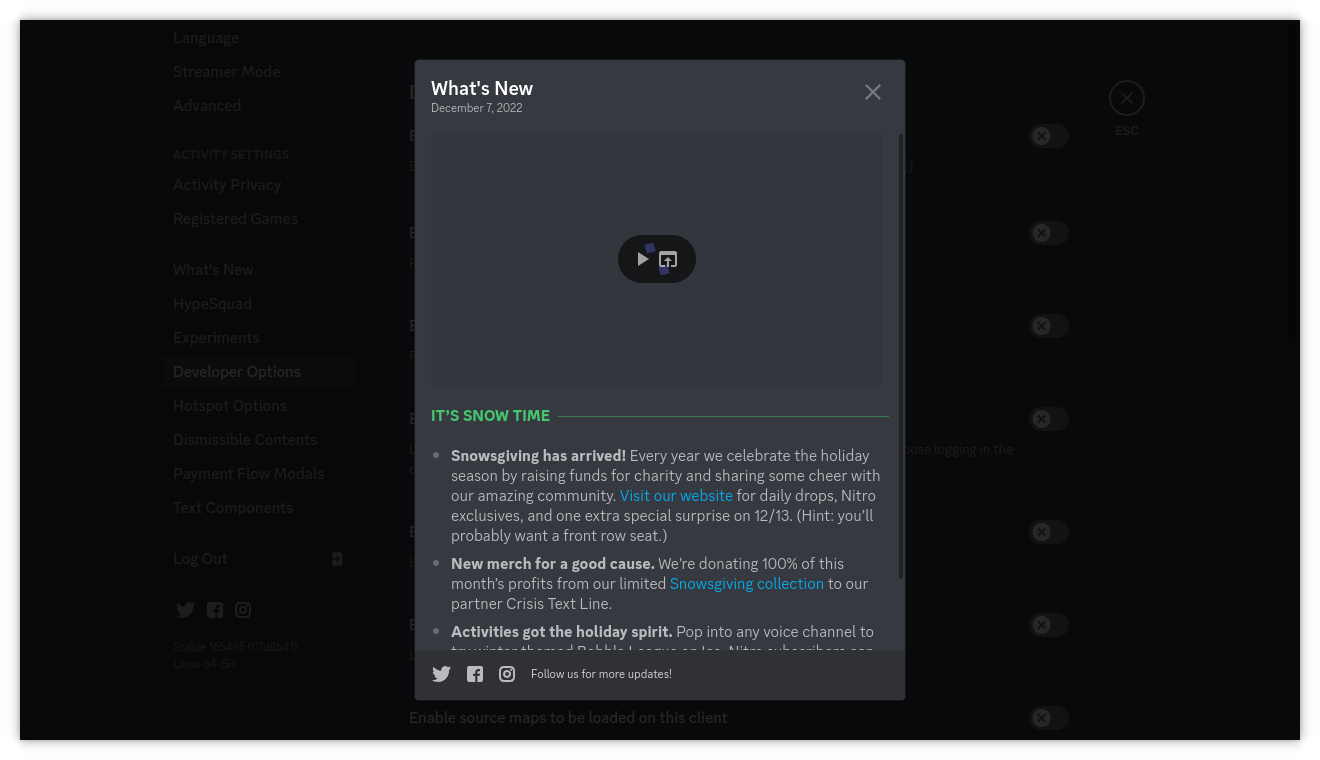 Language
Streamer Mode
Advanced
ACTIVITY SETTINGS
Activity Privacy
Registered Games
What's New
HypeSquad
Experiments
Developer Options
Hotspot Options
Dismissible Contents
Payment Flow Modals
Text Components
Log Out
Stable 165485 (07d8b41)
Linux 64-Bit
What's New
December 7, 2022
IT'S SNOW TIME
Snowsgiving has arrived! Every year we celebrate the holiday
season by raising funds for charity and sharing some cheer with
our amazing community. Visit our website for daily drops, Nitro
exclusives, and one extra special surprise on 12/13. (Hint: you'll
probably want a front row seat.)
New merch for a good cause. We're donating 100% of this
month's profits from our limited Snowsgiving collection to our
partner Crisis Text Line.
Activities got the holiday spirit. Pop into any voice channel to
Follow us for more updates!
ESC
logging in the
Enable source maps to be loaded on this client